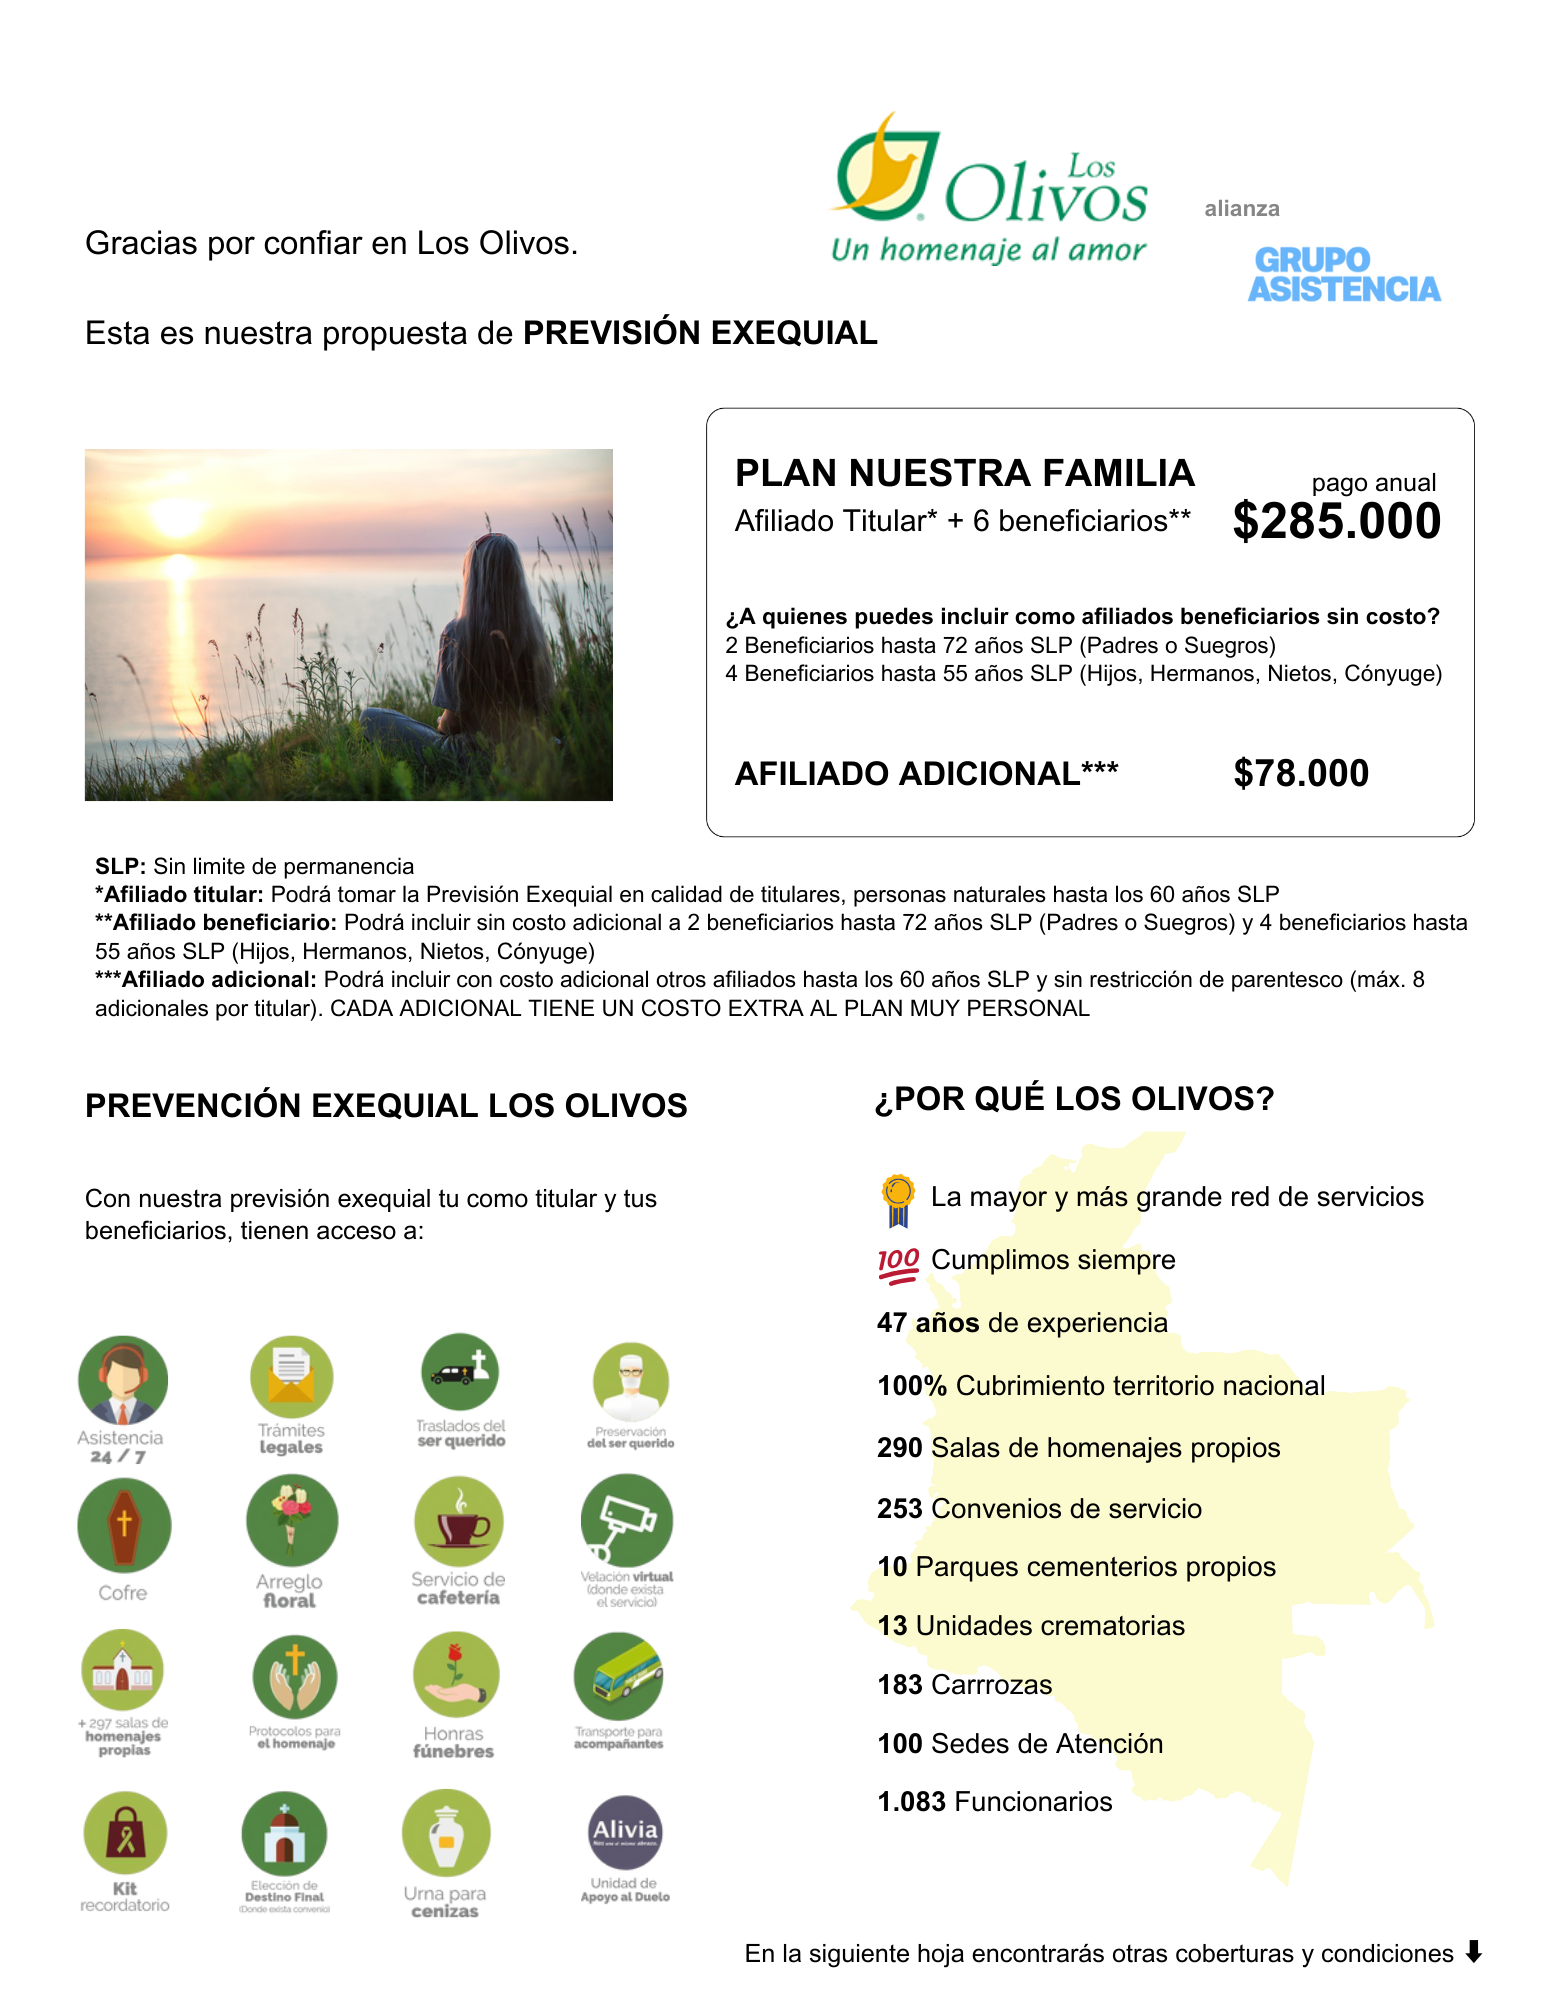 Los
Olivos
Un homenaje al amor
alianza
GRUPO
ASISTENCIA
Gracias por confiar en Los Olivos.
Esta es nuestra propuesta de PREVISIÓN EXEQUIAL
PLAN NUESTRA FAMILIA
pago anual
Afiliado Titular* + 6 beneficiarios**
$285.000
¿A quienes puedes incluir como afiliados beneficiarios sin costo?
2 Beneficiarios hasta 72 años SLP (Padres o Suegros)
4 Beneficiarios hasta 55 años SLP (Hijos, Hermanos, Nietos, Cónyuge)
AFILIADO ADICIONAL*** $78.000
SLP: Sin limite de permanencia
*Afiliado titular: Podrá tomar la Previsión Exequial en calidad de titulares, personas naturales hasta los 60 años SLP
**Afiliado beneficiario: Podrá incluir sin costo adicional a 2 beneficiarios hasta 72 años SLP (Padres o Suegros) y 4 beneficiarios hasta
55 años SLP (Hijos, Hermanos, Nietos, Cónyuge)
***Afiliado adicional: Podrá incluir con costo adicional otros afiliados hasta los 60 años SLP y sin restricción de parentesco (máx. 8
adicionales por titular). CADA ADICIONAL TIENE UN COSTO EXTRA AL PLAN MUY PERSONAL
PREVENCIÓN EXEQUIAL LOS OLIVOS
Con nuestra previsión exequial tu como titular y tus
beneficiarios, tienen acceso a:
Asistencia
24 / 7
Trámites
legales
Traslados del
ser querido
Preservación
del ser querido
Cofre
Arreglo
floral
Servicio de
cafetería
Velación virtual
(donde exista
el servicio)
+ 297 salas de
homenajes
propias
Protocolos para
el homenaje
Honras
fúnebres
Transporte para
acompañantes
Kit
recordatorio
Elección de
Destino Final
(Donde exista convenio)
Urna para
cenizas
Alivia
Unidad de
Apoyo al Duelo
¿POR QUÉ LOS OLIVOS?
La mayor y más grande red de servicios
100 Cumplimos siempre
47 años de experiencia
100% Cubrimiento territorio nacional
290 Salas de homenajes propios
253 Convenios de servicio
10 Parques cementerios propios
13 Unidades crematorias
183 Carrrozas
100 Sedes de Atención
1.083 Funcionarios
En la siguiente hoja encontrarás otras coberturas y condiciones